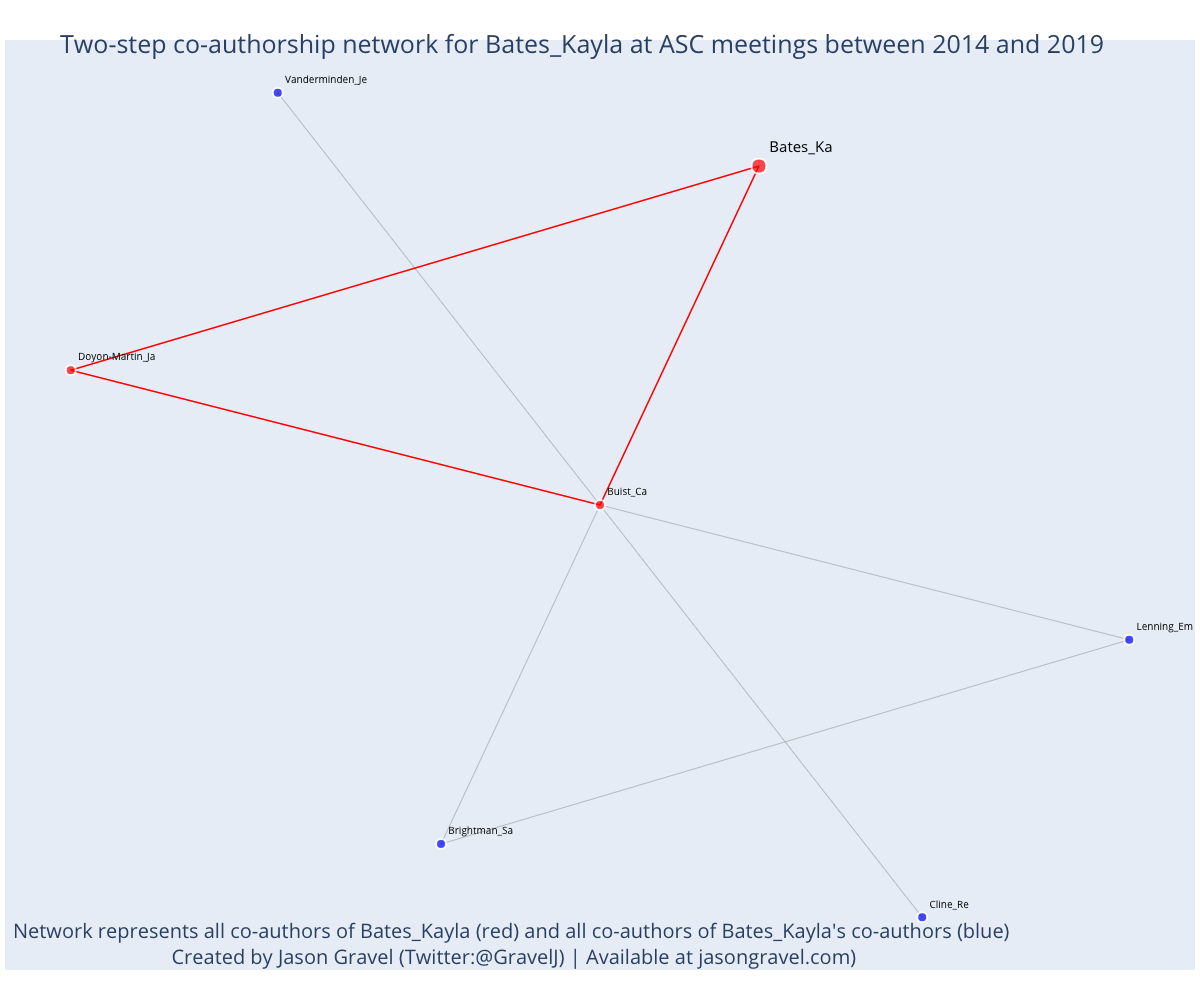 Two-step co-authorship network for Bates_Kayla at ASC meetings between 2014 and 2019
Vanderminden_Je
Bates_Ka
Doyon-Martin_Ja
Buist_Ca
Lenning_Em
Brightman_Sa
Cline_Re
Network represents all co-authors of Bates_Kayla (red) and all co-authors of Bates_Kayla's co-authors (blue)
Created by Jason Gravel (Twitter:@GravelJ) | Available at jasongravel.com)